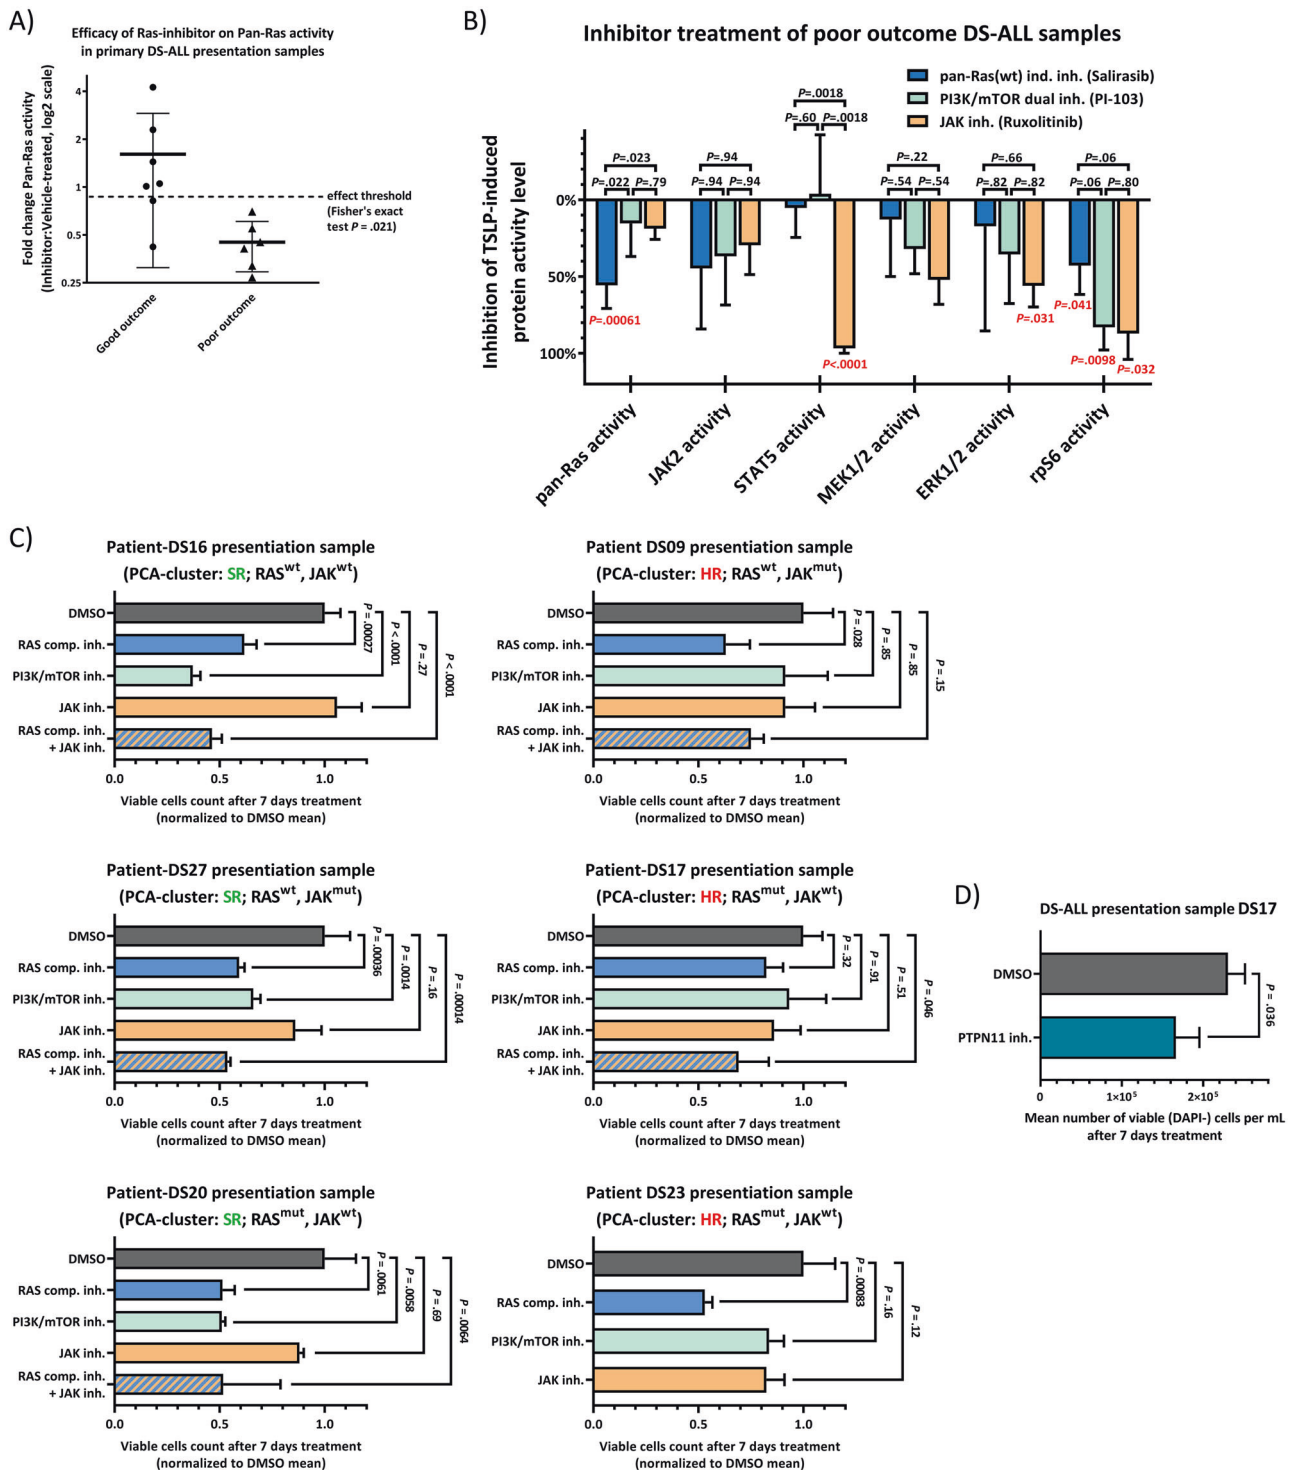 A)
Efficacy of Ras-inhibitor on Pan-Ras activity
in primary DS-ALL presentation samples
Fold change Pan-Ras activity
(Inhibitor:Vehicle-treated, log2 scale)
4
2
1
0.5
0.25
effect threshold
(Fisher's exact
test P = .021)
Good outcome
Poor outcome
B)
Inhibitor treatment of poor outcome DS-ALL samples
pan-Ras(wt) ind. inh. (Salirasib)
PI3K/mTOR dual inh. (PI-103)
JAK inh. (Ruxolitinib)
Inhibition of TSLP-induced
protein activity level
0%
50%
100%
P=.023
P=.022
P=.79
P=.00061
P=.94
P=.94
P=.94
P=.0018
P=.60
P=.0018
P<.0001
P=.22
P=.54
P=.54
P=.66
P=.82
P=.82
P=.031
P=.06
P=.06
P=.80
P=.041
P=.0098
P=.032
pan-Ras activity
JAK2 activity
STAT5 activity
MEK1/2 activity
ERK1/2 activity
rpS6 activity
C)
Patient-DS16 presentiation sample
(PCA-cluster: SR; RASwt, JAKwt)
DMSO
RAS comp. inh.
PI3K/mTOR inh.
JAK inh.
RAS comp. inh.
+ JAK inh.
P = .00027
P < .0001
P = .27
P < .0001
0.0
0.5
1.0
Viable cells count after 7 days treatment
(normalized to DMSO mean)
Patient DS09 presentiation sample
(PCA-cluster: HR; RASwt, JAKmut)
DMSO
RAS comp. inh.
PI3K/mTOR inh.
JAK inh.
RAS comp. inh.
+ JAK inh.
P = .028
P = .85
P = .85
P = .15
0.0
0.5
1.0
Viable cells count after 7 days treatment
(normalized to DMSO mean)
Patient-DS27 presentiation sample
(PCA-cluster: SR; RASwt, JAKmut)
DMSO
RAS comp. inh.
PI3K/mTOR inh.
JAK inh.
RAS comp. inh.
+ JAK inh.
P = .00036
P = .0014
P = .16
P = .00014
0.0
0.5
1.0
Viable cells count after 7 days treatment
(normalized to DMSO mean)
Patient-DS17 presentiation sample
(PCA-cluster: HR; RASmut, JAKwt)
DMSO
RAS comp. inh.
PI3K/mTOR inh.
JAK inh.
RAS comp. inh.
+ JAK inh.
P = .32
P = .91
P = .51
P = .046
0.0
0.5
1.0
Viable cells count after 7 days treatment
(normalized to DMSO mean)
D)
DS-ALL presentation sample DS17
DMSO
PTPN11 inh.
P = .036
0
1×10⁵
2×10⁵
Mean number of viable (DAPI-) cells per mL
after 7 days treatment
Patient-DS20 presentiation sample
(PCA-cluster: SR; RASmut, JAKwt)
DMSO
RAS comp. inh.
PI3K/mTOR inh.
JAK inh.
RAS comp. inh.
+ JAK inh.
P = .0061
P = .0058
P = .69
P = .0064
0.0
0.5
1.0
Viable cells count after 7 days treatment
(normalized to DMSO mean)
Patient DS23 presentiation sample
(PCA-cluster: HR; RASmut, JAKwt)
DMSO
RAS comp. inh.
PI3K/mTOR inh.
JAK inh.
P = .00083
P = .16
P = .12
0.0
0.5
1.0
Viable cells count after 7 days treatment
(normalized to DMSO mean)